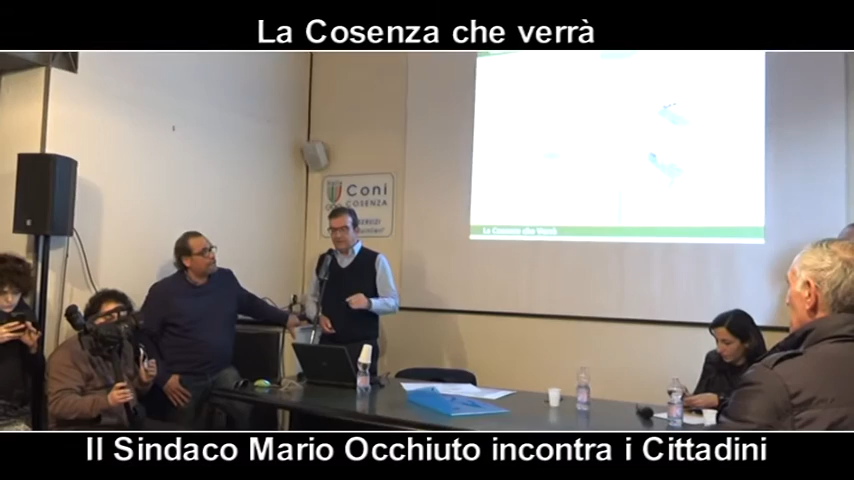 La Cosenza che verrà
Coni
COSENZA
La Cosenza che Verrà
Il Sindaco Mario Occhiuto incontra i Cittadini